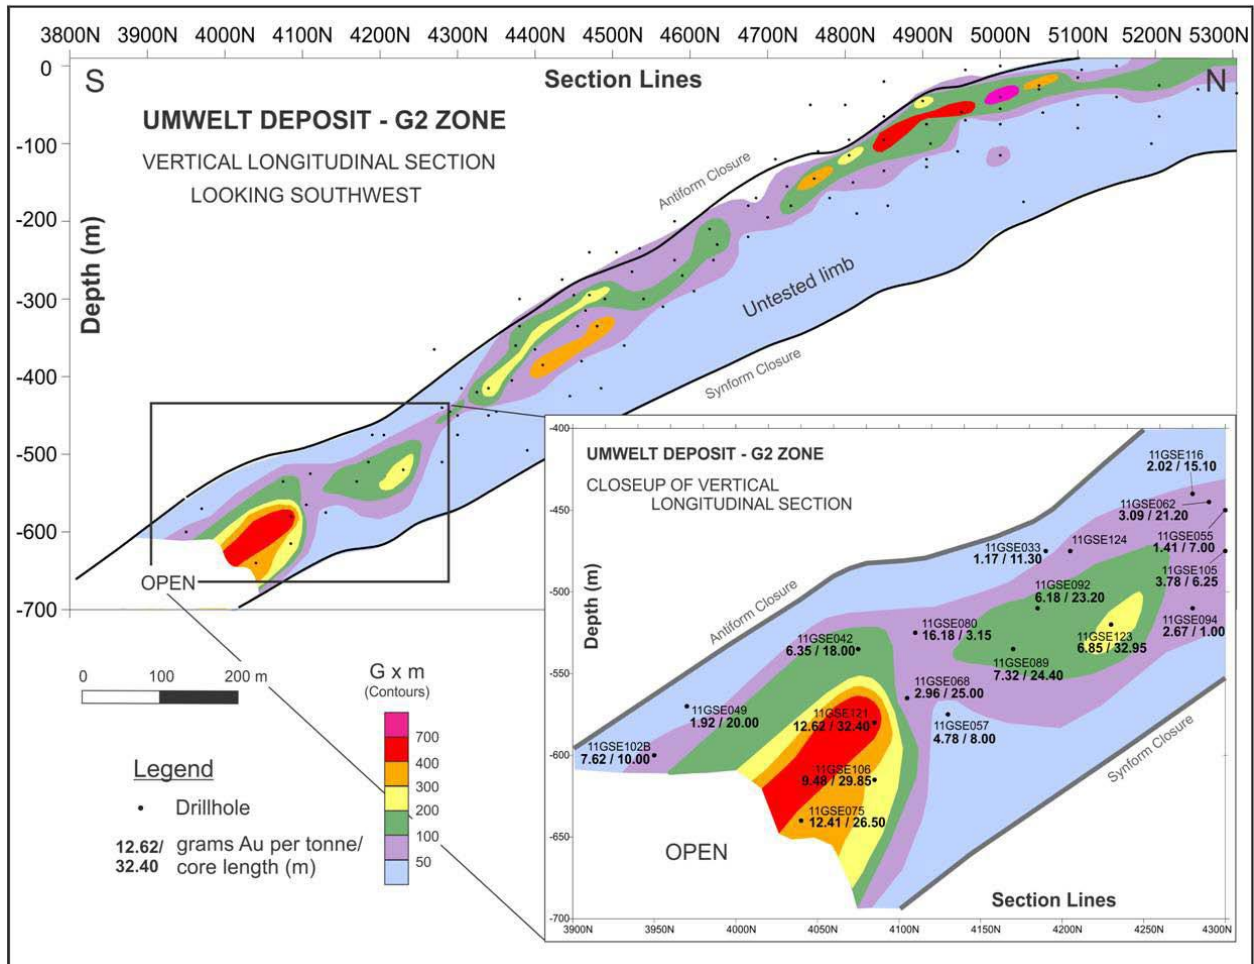 3800N 3900N 4000N 4100N 4200N 4300N 4400N 4500N 4600N 4700N 4800N 4900N 5000N 5100N 5200N 5300N
0
-100
-200
-300
-400
-500
-600
-700
Depth (m)
S
Section Lines
N
UMWELT DEPOSIT - G2 ZONE
VERTICAL LONGITUDINAL SECTION
LOOKING SOUTHWEST
Antiform Closure
Untested limb
Synform Closure
OPEN
0 100 200 m
G x m
(Contours)
700
400
300
200
100
50
Legend
Drillhole
12.62/
32.40
grams Au per tonne/
core length (m)
-400
-450
-500
-550
-600
-650
-700
Depth (m)
UMWELT DEPOSIT - G2 ZONE
CLOSEUP OF VERTICAL
LONGITUDINAL SECTION
11GSE116
2.02 / 15.10
11GSE062
3.09 / 21.20
11GSE055
1.41 / 7.00
11GSE105
3.78 / 6.25
11GSE094
2.67 / 1.00
11GSE033
1.17 / 11.30
11GSE124
11GSE092
6.18 / 23.20
11GSE123
6.85 / 32.95
11GSE089
7.32 / 24.40
11GSE080
16.18 / 3.15
11GSE042
6.35 / 18.00
11GSE068
2.96 / 25.00
11GSE057
4.78 / 8.00
11GSE049
1.92 / 20.00
11GSE102B
7.62 / 10.00
11GSE121
12.62 / 32.40
11GSE106
9.48 / 29.85
11GSE075
12.41 / 26.50
Antiform Closure
Synform Closure
OPEN
Section Lines
3900N 3950N 4000N 4050N 4100N 4150N 4200N 4250N 4300N